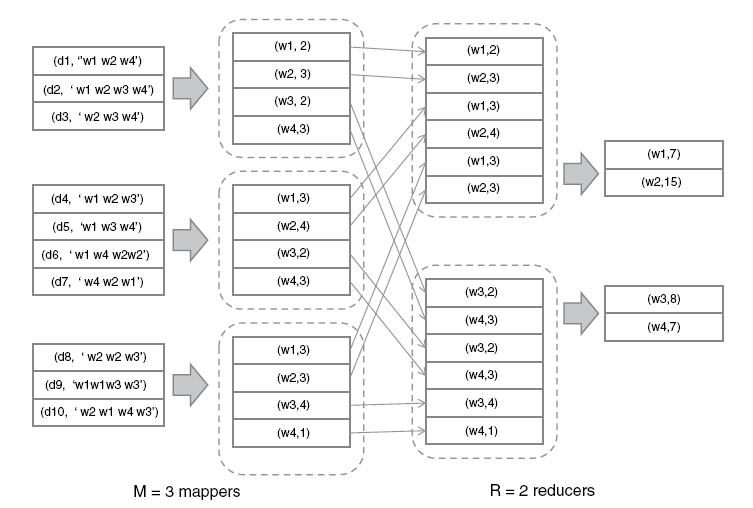 (d1, ‘'w1 w2 w4’)
(d2, ‘ w1 w2 w3 w4’)
(d3, ‘ w2 w3 w4’)
(d4, ‘ w1 w2 w3’)
(d5, ‘w1 w3 w4’)
(d6, ‘ w1 w4 w2w2’)
(d7, ‘ w4 w2 w1’)
(d8, ‘ w2 w2 w3’)
(d9, ‘w1w1w3 w3’)
(d10, ‘ w2 w1 w4 w3’)
(w1, 2)
(w2, 3)
(w3, 2)
(w4,3)
(w1,3)
(w2,4)
(w3,2)
(w4,3)
(w1,3)
(w2,3)
(w3,4)
(w4,1)
M = 3 mappers
(w1,2)
(w2,3)
(w1,3)
(w2,4)
(w1,3)
(w2,3)
(w3,2)
(w4,3)
(w3,2)
(w4,3)
(w3,4)
(w4,1)
R = 2 reducers
(w1,7)
(w2,15)
(w3,8)
(w4,7)